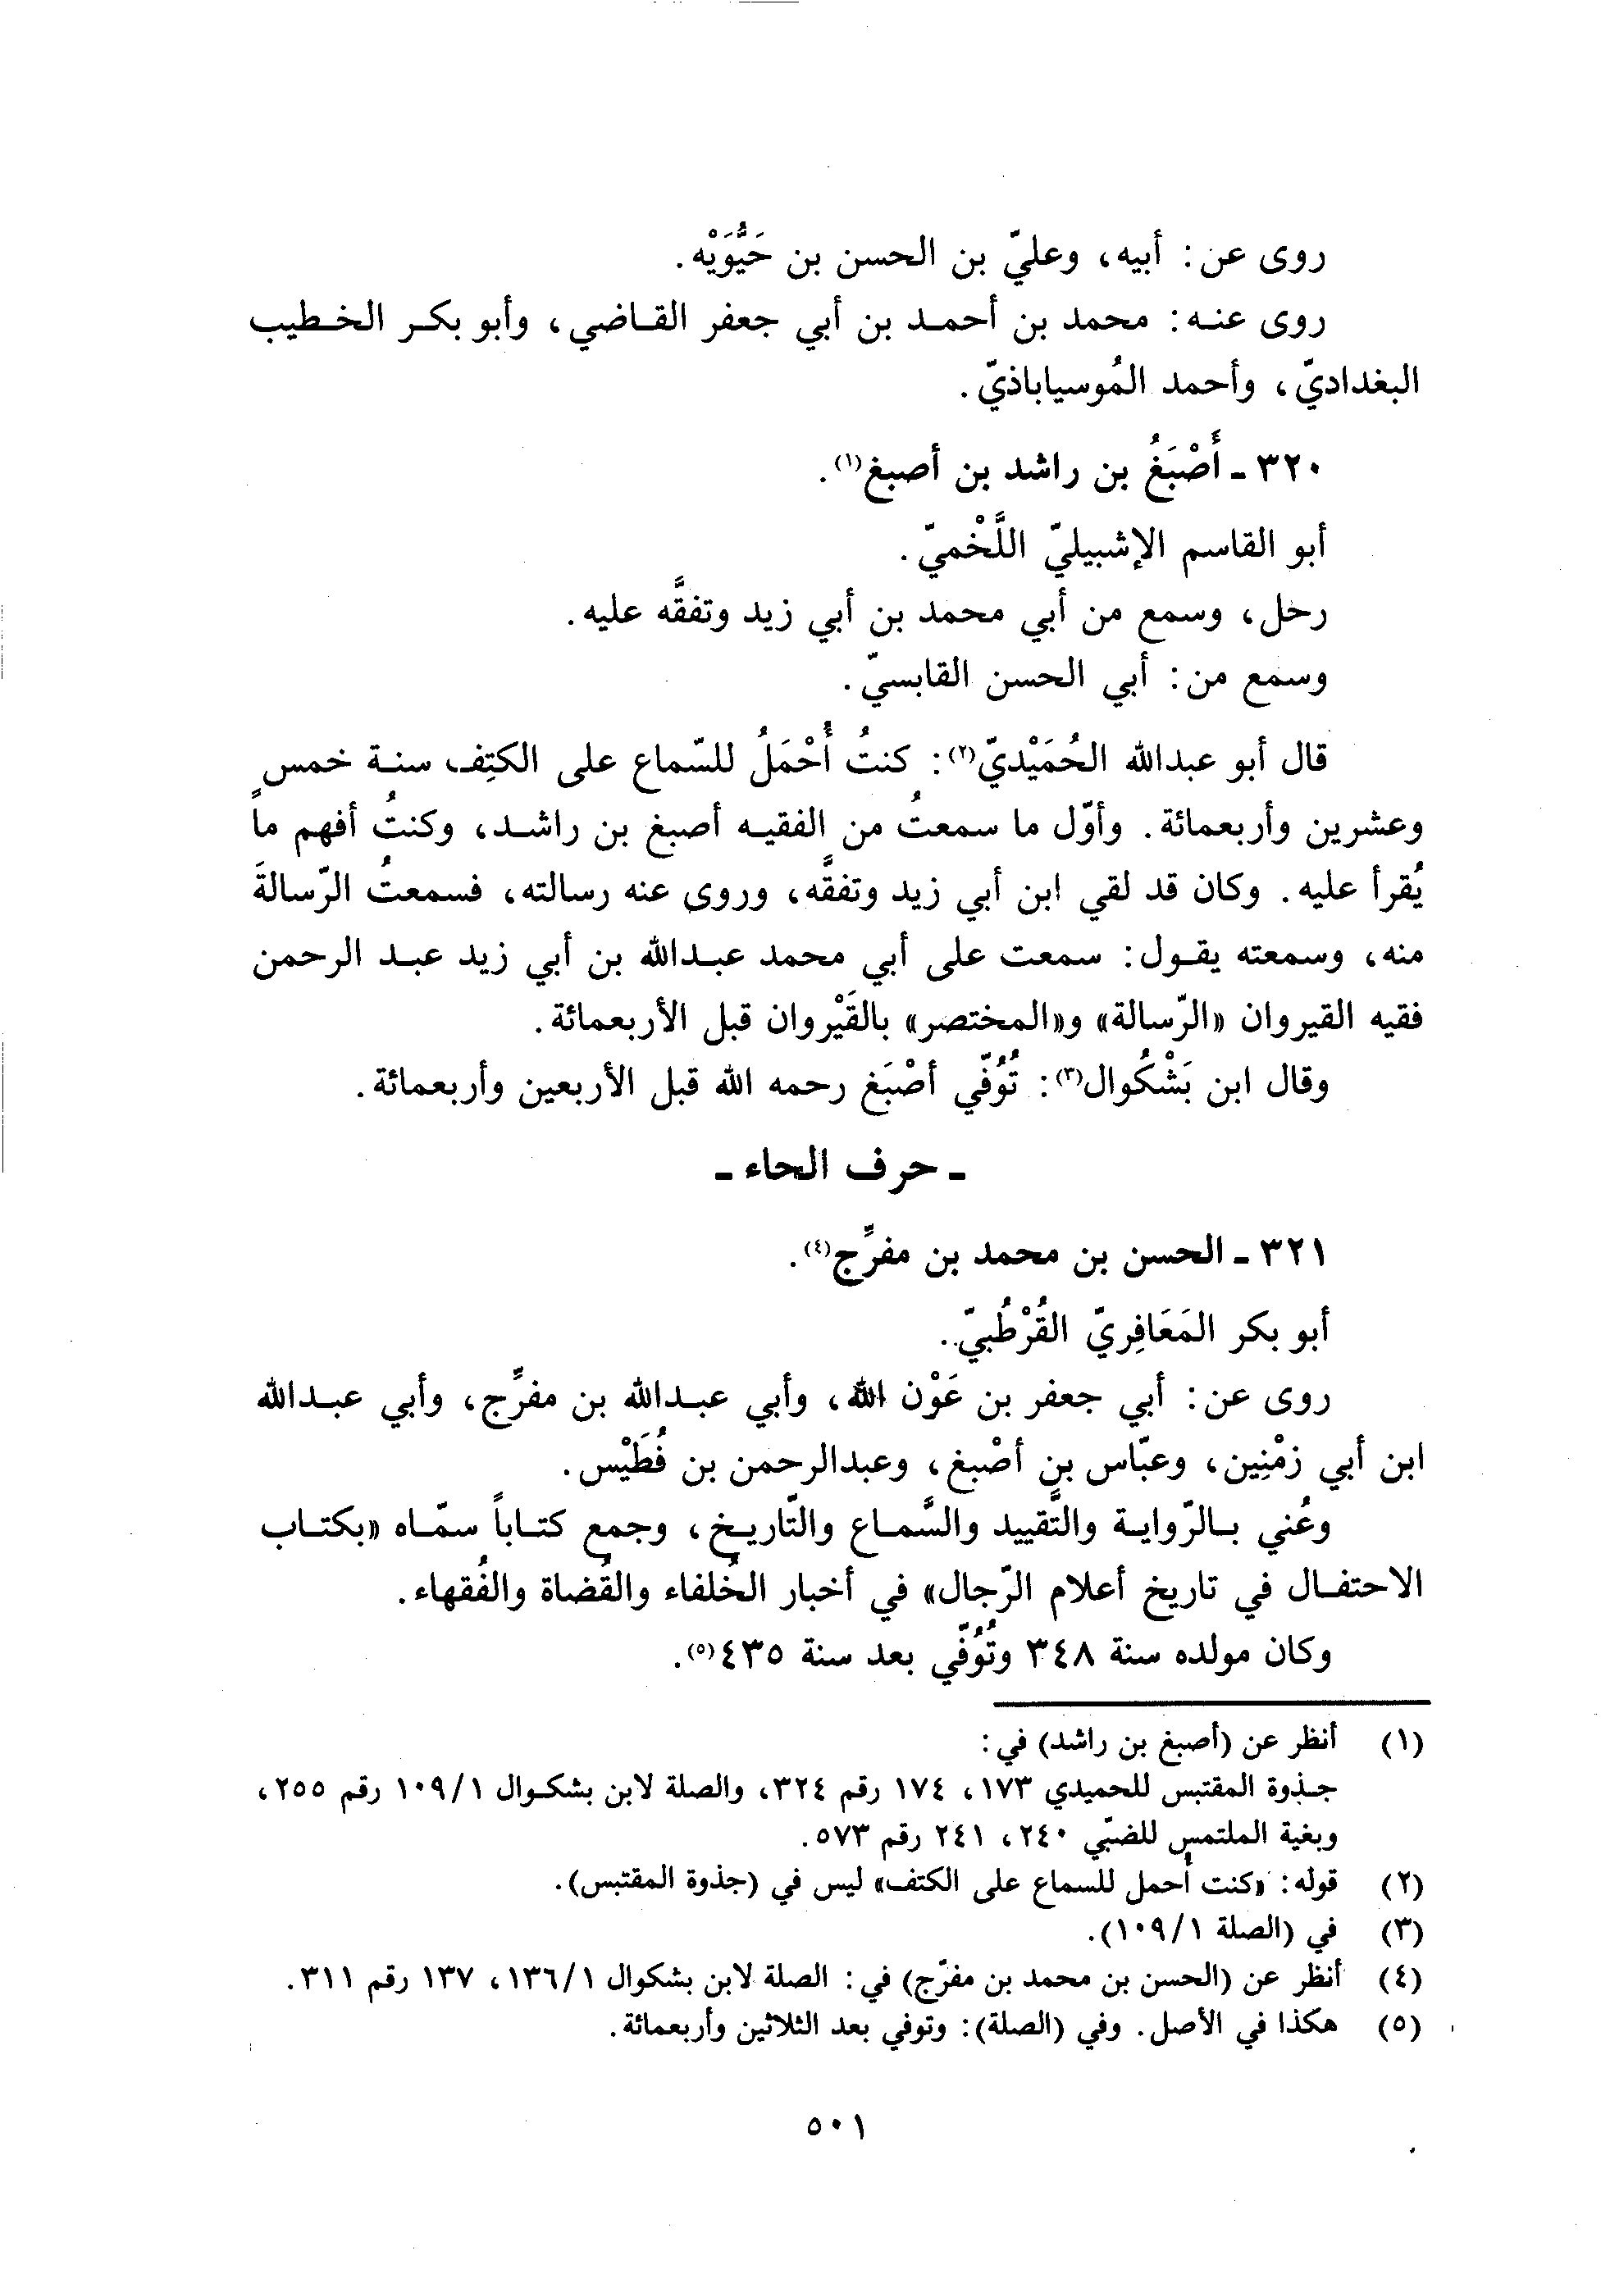 روى عن: أبيه، وعليّ بن الحسن بن حَيُّوَيْه.
روى عنه: محمد بن أحمد بن أبي جعفر القاضي، وأبو بكر الخطيب
البغداديّ، وأحمد المُوسياباذيّ.
٣٢٠ ـ أَصْبَغُ بن راشد بن أصبغ(١).
أبو القاسم الإشبيليّ اللَّخْميّ.
رحل، وسمع من أبي محمد بن أبي زيد وتفقَّه عليه.
وسمع من: أبي الحسن القابسيّ.
قال أبو عبدالله الحُمَيْديّ(٢): كنتُ أُحْمَلُ للسّماع على الكتِف سنة خمسٍ
وعشرين وأربعمائة. وأوّل ما سمعتُ من الفقيه أصبغ بن راشد، وكنتُ أفهم ما
يُقرأ عليه. وكان قد لقي ابن أبي زيد وتفقَّه، وروى عنه رسالته، فسمعتُ الرّسالةَ
منه، وسمعته يقول: سمعت على أبي محمد عبدالله بن أبي زيد عبد الرحمن
فقيه القيروان «الرّسالة» و«المختصر» بالقَيْروان قبل الأربعمائة.
وقال ابن بَشْكُوال(٣): تُوُفّي أصْبَغ رحمه الله قبل الأربعين وأربعمائة.
ـ حرف الحاء ـ
٣٢١ ـ الحسن بن محمد بن مفرِّج(٤).
أبو بكر المَعَافِريّ القُرْطُبيّ.
روى عن: أبي جعفر بن عَوْن الله، وأبي عبدالله بن مفرِّج، وأبي عبدالله
ابن أبي زمْنِين، وعبّاس بن أصْبغ، وعبدالرحمن بن فُطَيْس.
وعُني بالرّواية والتَّقييد والسَّماع والتّاريخ، وجمع كتاباً سمّاه «بكتاب
الاحتفال في تاريخ أعلام الرّجال» في أخبار الخُلفاء والقُضاة والفُقهاء.
وكان مولده سنة ٣٤٨ وتُوُفّي بعد سنة ٤٣٥(٥).
(١) أنظر عن (أصبغ بن راشد) في:
جذوة المقتبس للحميدي ١٧٣، ١٧٤ رقم ٣٢٤، والصلة لابن بشكوال ١/‏١٠٩ رقم ٢٥٥،
وبغية الملتمس للضبّي ٢٤٠، ٢٤١ رقم ٥٧٣.
(٢) قوله: «كنت أُحمل للسماع على الكتف» ليس في (جذوة المقتبس).
(٣) في (الصلة ١/‏١٠٩).
(٤) أنظر عن (الحسن بن محمد بن مفرّج) في: الصلة لابن بشكوال ١/‏١٣٦، ١٣٧ رقم ٣١١.
(٥) هكذا في الأصل. وفي (الصلة): وتوفي بعد الثلاثين وأربعمائة.
٥٠١